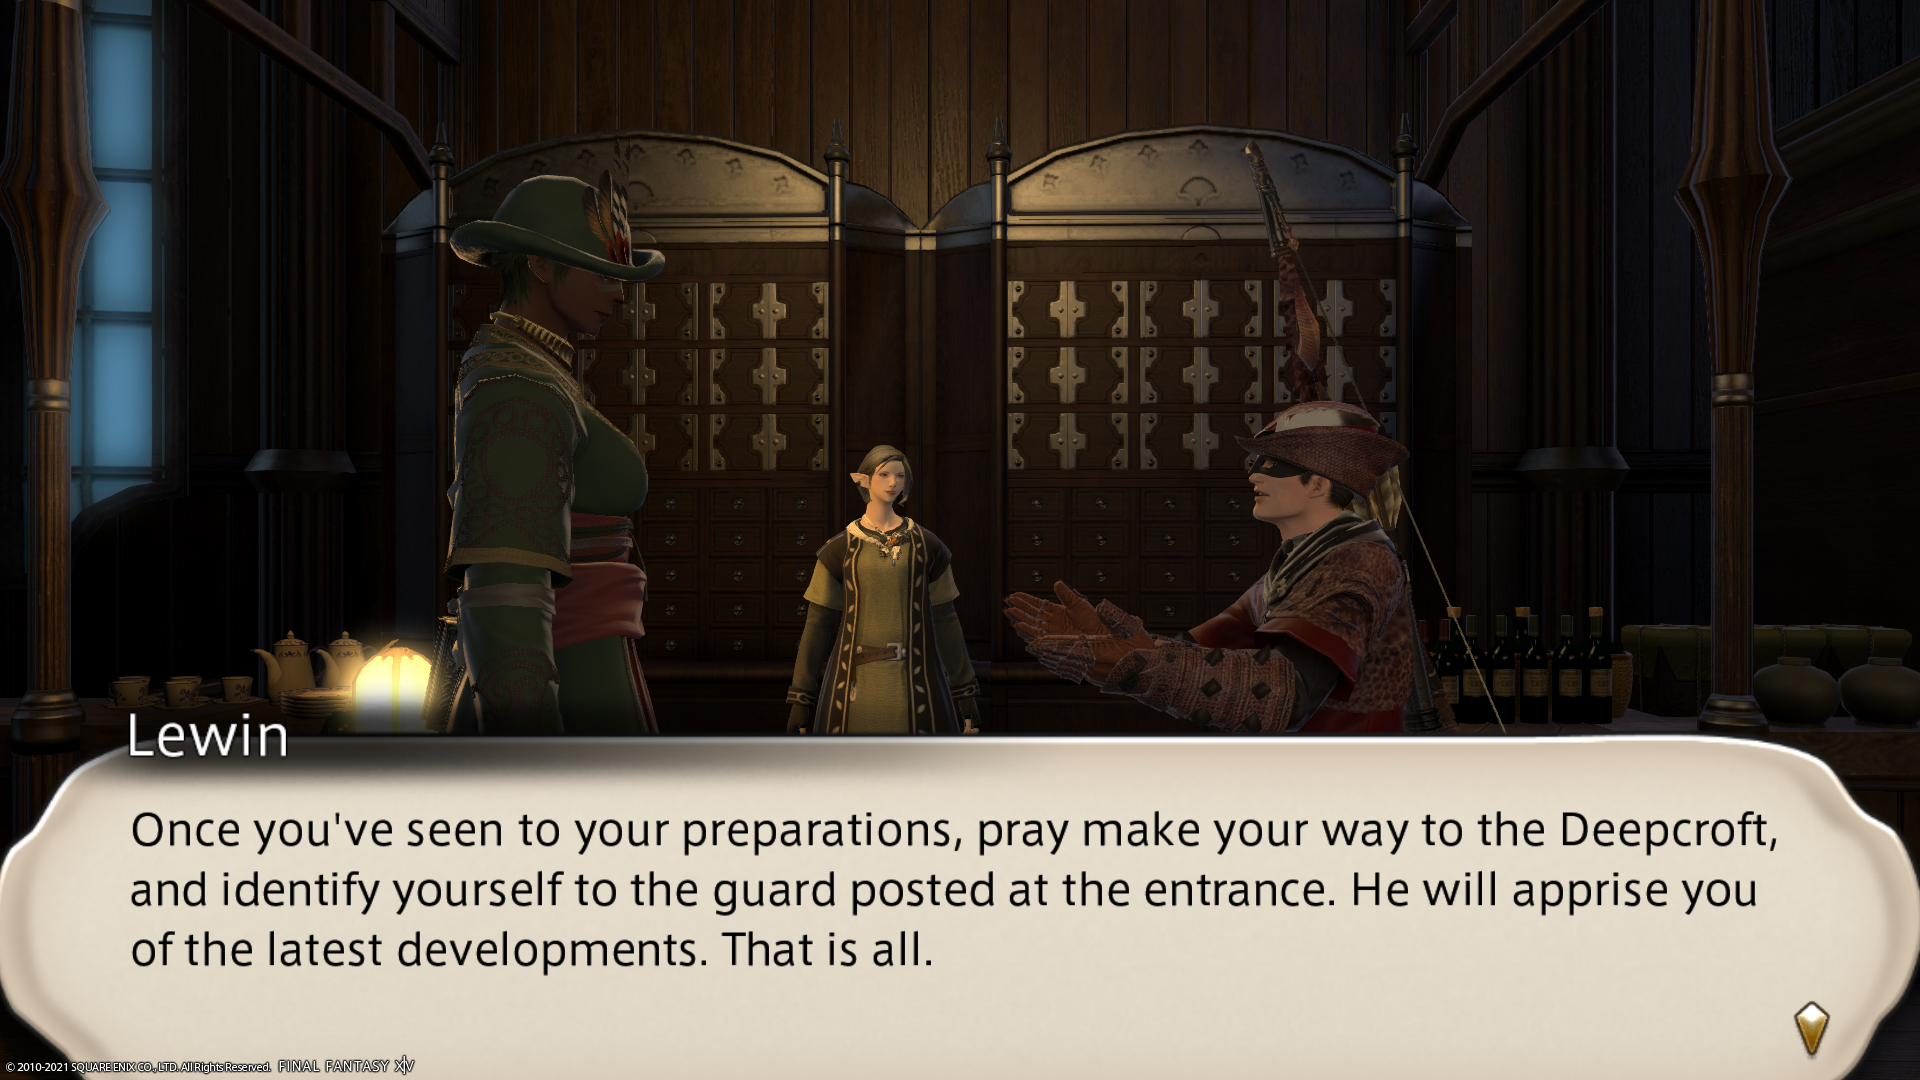 Lewin
Once you've seen to your preparations, pray make your way to the Deepcroft,
and identify yourself to the guard posted at the entrance. He will apprise you
of the latest developments. That is all.
© 2010-2021 SQUARE ENIX CO., LTD. All Rights Reserved. FINAL FANTASY XIV